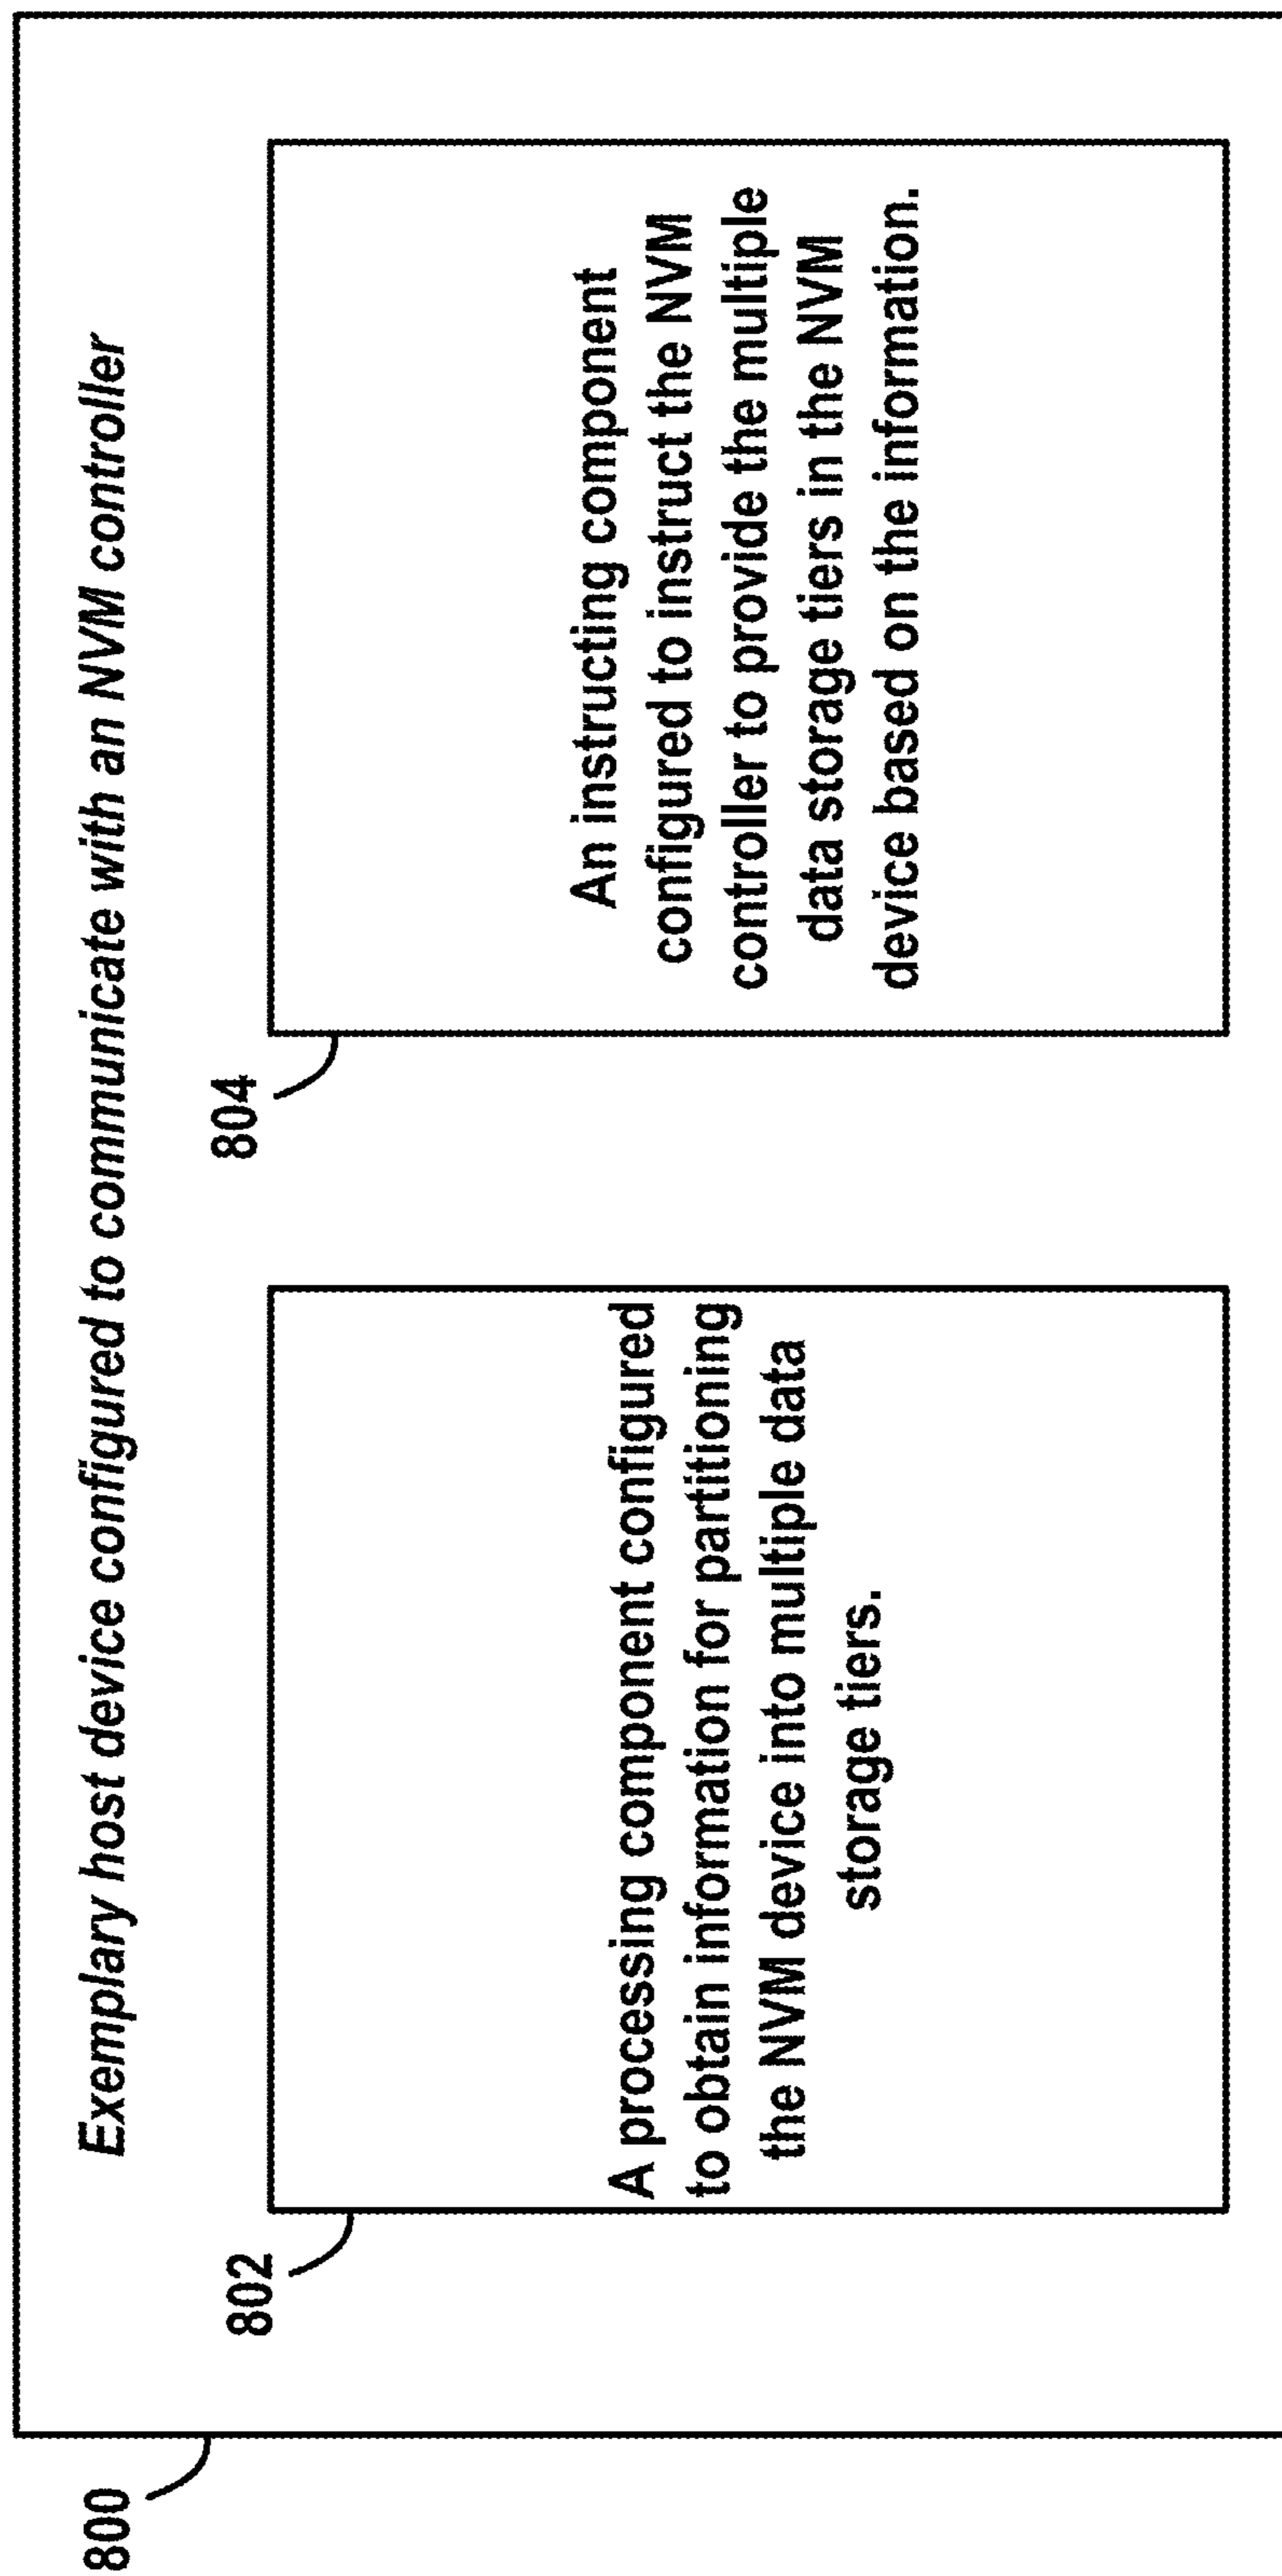 800
Exemplary host device configured to communicate with an NVM controller
802
A processing component configured
to obtain information for partitioning
the NVM device into multiple data
storage tiers.
804
An instructing component
configured to instruct the NVM
controller to provide the multiple
data storage tiers in the NVM
device based on the information.